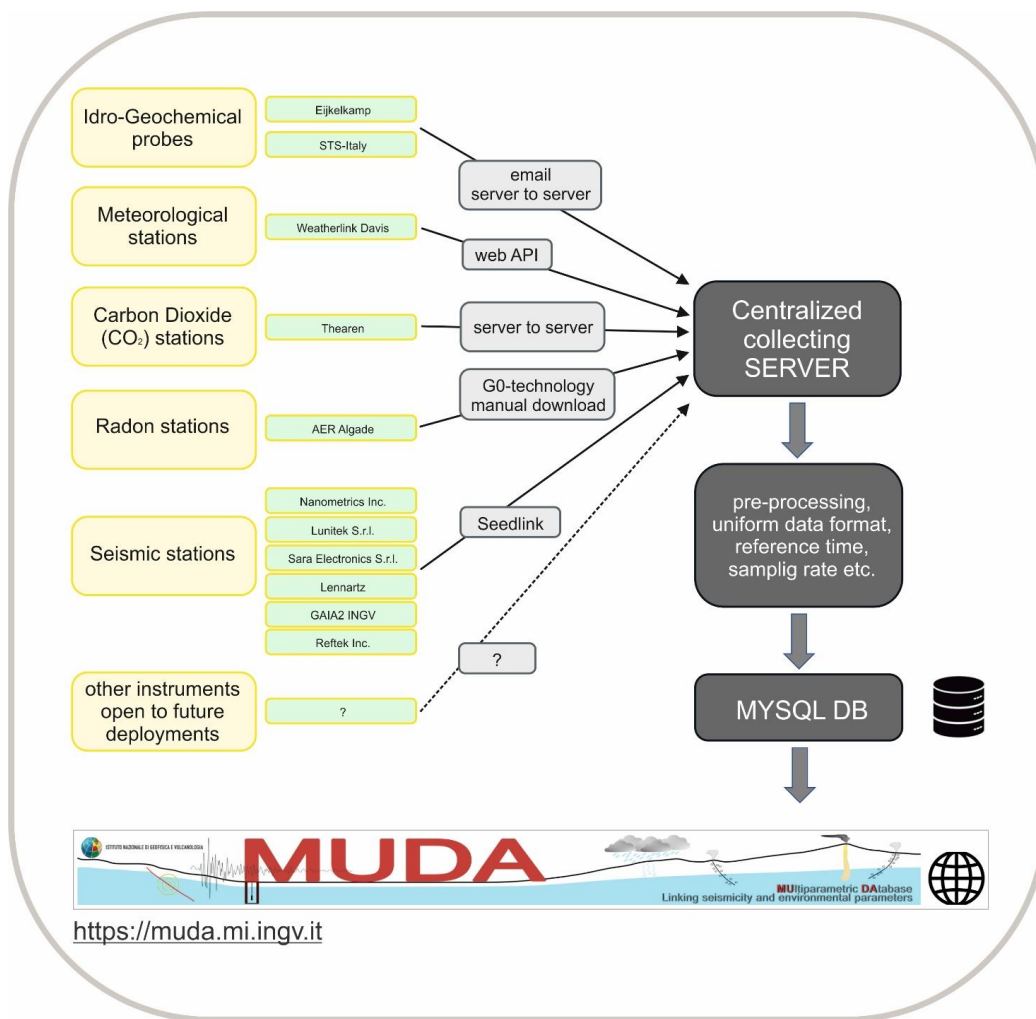 Idro-Geochemical
probes
Eijkelkamp
STS-Italy
email
server to server
Meteorological
stations
Weatherlink Davis
web API
Carbon Dioxide
(CO₂) stations
Thearen
server to server
Centralized
collecting
SERVER
G0-technology
manual download
Radon stations
AER Algade
Seismic stations
Nanometrics Inc.
Lunitek S.r.l.
Sara Electronics S.r.l.
Lennartz
GAIA2 INGV
Reftek Inc.
Seedlink
pre-processing,
uniform data format,
reference time,
samplig rate etc.
other instruments
open to future
deployments
?
?
MYSQL DB
ISTITUTO NAZIONALE DI GEOFISICA E VULCANOLOGIA
MUDA
MUltiparametric DAtabase
Linking seismicity and environmental parameters
https://muda.mi.ingv.it